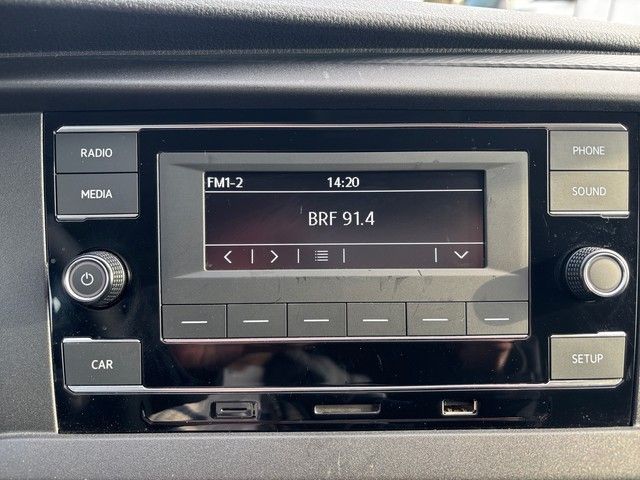 RADIO
MEDIA
CAR
FM1-2 14:20
BRF 91.4
PHONE
SOUND
SETUP